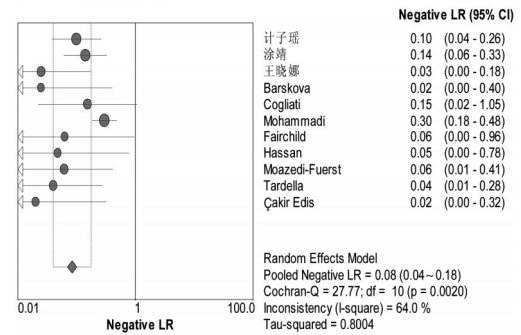 Negative LR (95% CI)
计子瑶 0.10 (0.04 - 0.26)
涂靖 0.14 (0.06 - 0.33)
王晓娜 0.03 (0.00 - 0.18)
Barskova 0.02 (0.00 - 0.40)
Cogliati 0.15 (0.02 - 1.05)
Mohammadi 0.30 (0.18 - 0.48)
Fairchild 0.06 (0.00 - 0.96)
Hassan 0.05 (0.00 - 0.78)
Moazedi-Fuerst 0.06 (0.01 - 0.41)
Tardella 0.04 (0.01 - 0.28)
Çakir Edis 0.02 (0.00 - 0.32)
Random Effects Model
Pooled Negative LR = 0.08 (0.04~0.18)
Cochran-Q = 27.77; df = 10 (p = 0.0020)
Inconsistency (I-square) = 64.0 %
Tau-squared = 0.8004
0.01 1 100.0
Negative LR